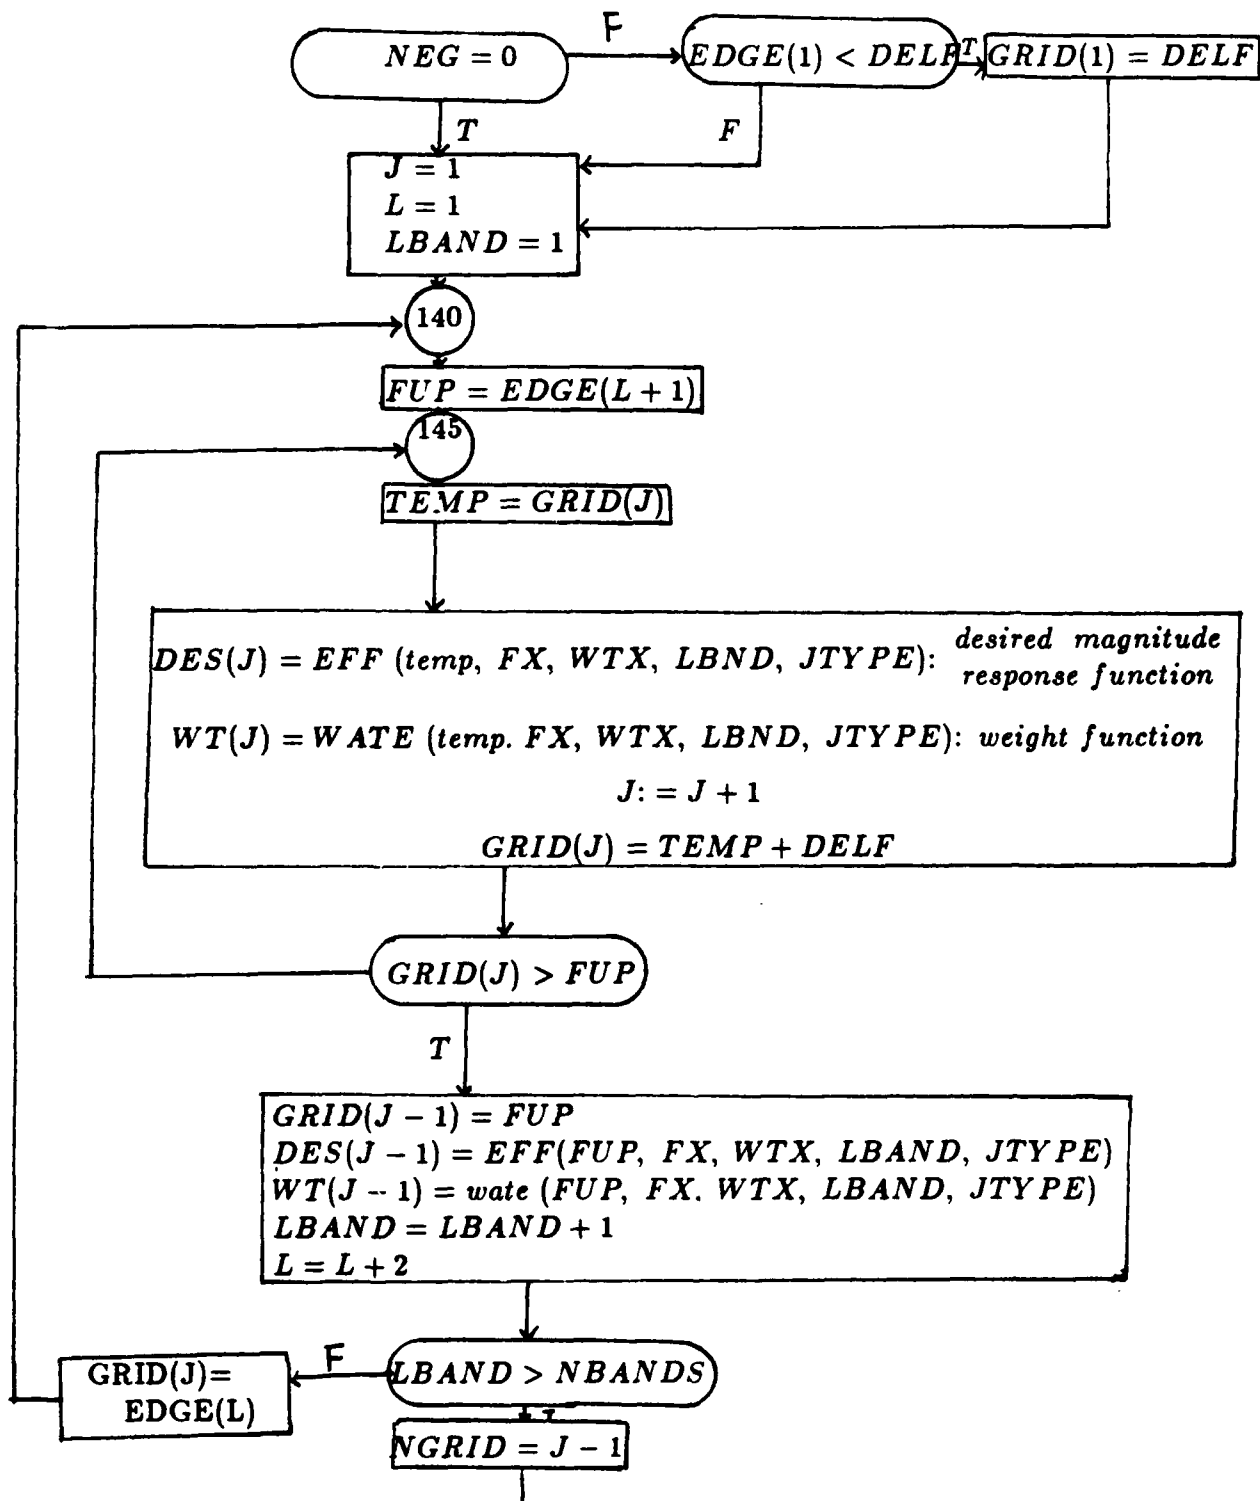 F
NEG = 0
EDGE(1) < DELF
T
GRID(1) = DELF
T
F
J = 1
L = 1
LBAND = 1
140
FUP = EDGE(L + 1)
145
TEMP = GRID(J)
DES(J) = EFF (temp, FX, WTX, LBND, JTYPE): desired magnitude
response function
WT(J) = WATE (temp. FX, WTX, LBND, JTYPE): weight function
J: = J + 1
GRID(J) = TEMP + DELF
GRID(J) > FUP
T
GRID(J - 1) = FUP
DES(J - 1) = EFF(FUP, FX, WTX, LBAND, JTYPE)
WT(J - 1) = wate (FUP, FX. WTX, LBAND, JTYPE)
LBAND = LBAND + 1
L = L + 2
LBAND > NBANDS
F
GRID(J)=
EDGE(L)
T
NGRID = J - 1